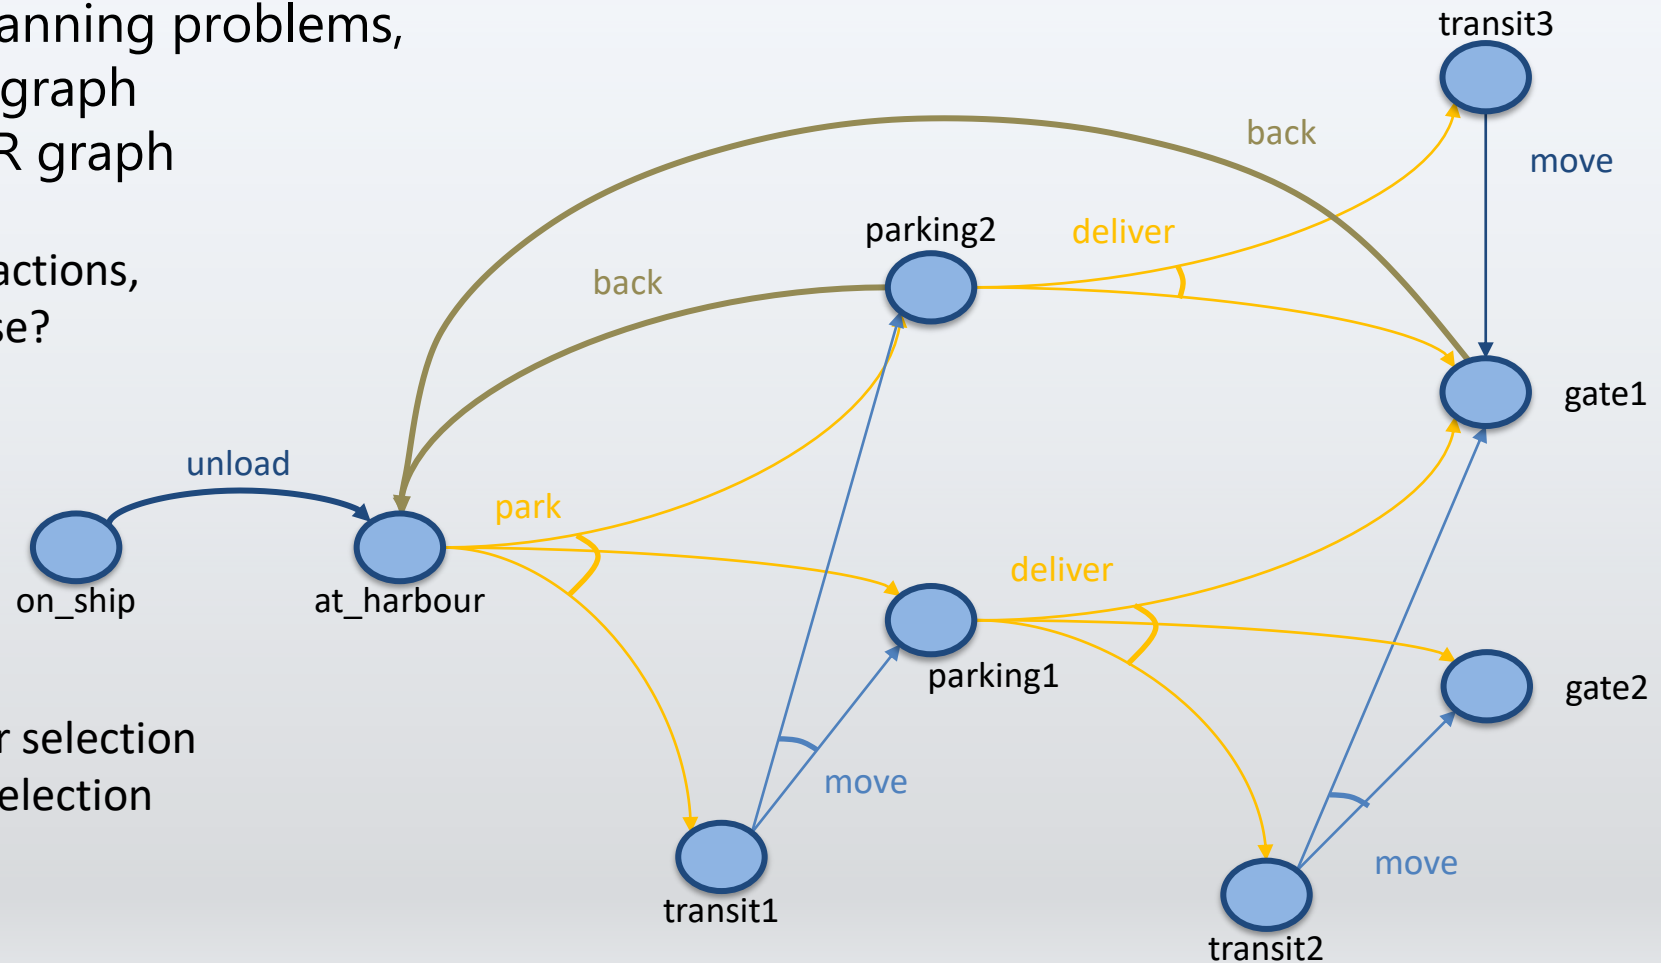 anning problems,
graph
R graph
actions,
se?
r selection
election
transit3
back
move
parking2
deliver
back
gate1
unload
park
on_ship
at_harbour
deliver
parking1
gate2
move
move
transit1
transit2